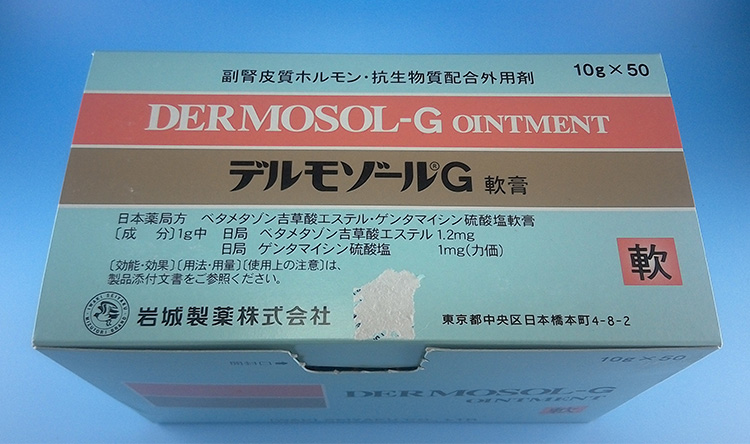 副腎皮質ホルモン・抗生物質配合外用剤
10g×50
DERMOSOL-G OINTMENT
デルモゾール®G 軟膏
日本薬局方 ベタメタゾン吉草酸エステル・ゲンタマイシン硫酸塩軟膏
〔成 分〕1g中 日局 ベタメタゾン吉草酸エステル 1.2mg
日局 ゲンタマイシン硫酸塩 1mg(力価)
〔効能・効果〕〔用法・用量〕〔使用上の注意〕は、
製品添付文書をご参照ください。
軟
岩城製薬株式会社
東京都中央区日本橋本町4-8-2
開封口→
10g×50
DERMOSOL-G
OINTMENT
軟